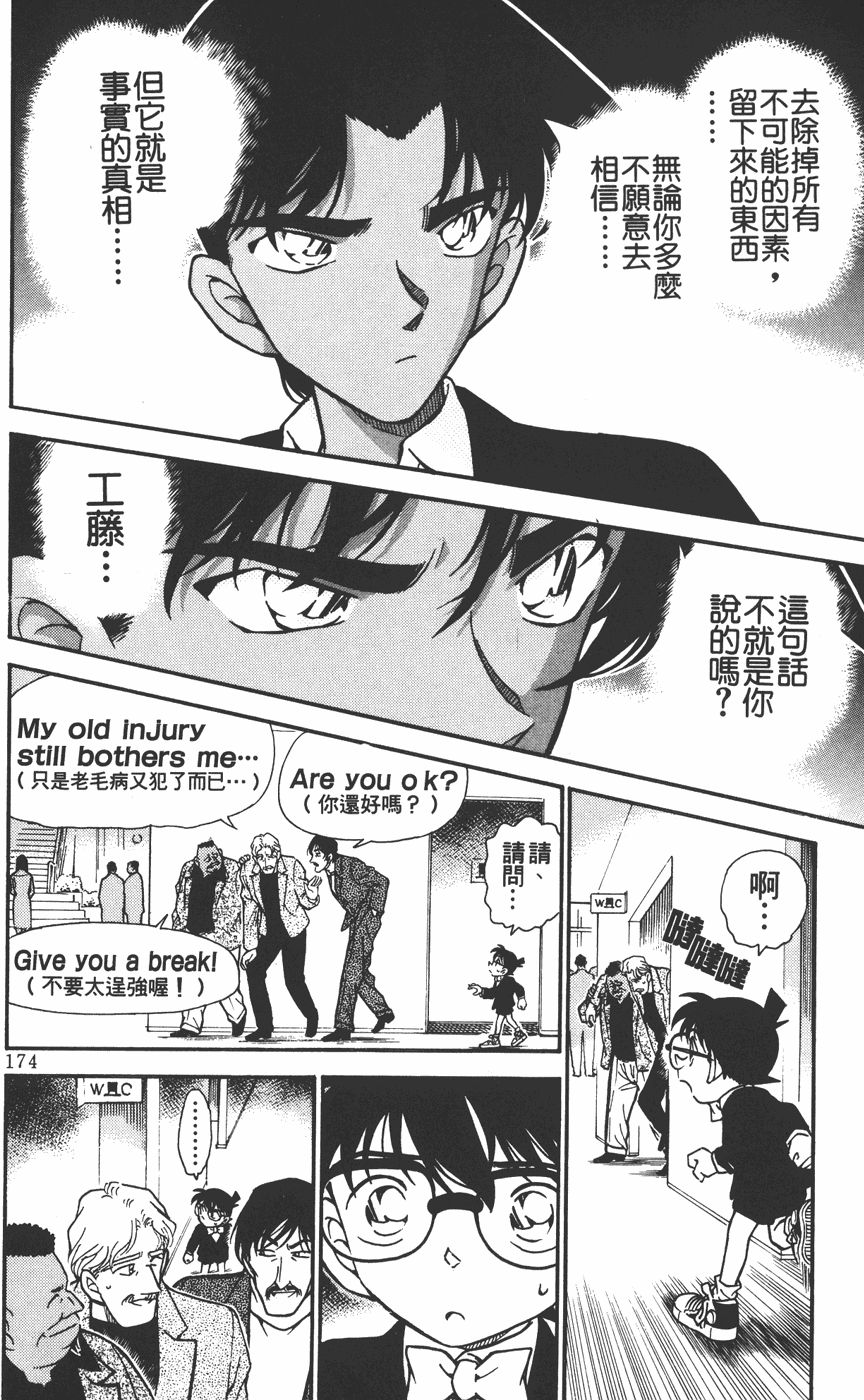 去除掉所有
不可能的因素，
留下來的東西
……
無論你多麼
不願意去
相信……
但它就是
事實的真相……
這句話
不就是你
說的嗎？
工藤…
啊…
W C
噠噠噠
請、
請問…
Are you ok?
(你還好嗎？)
My old injury
still bothers me…
(只是老毛病又犯了而已…)
Give you a break!
(不要太逞強喔！)
174
W C
……